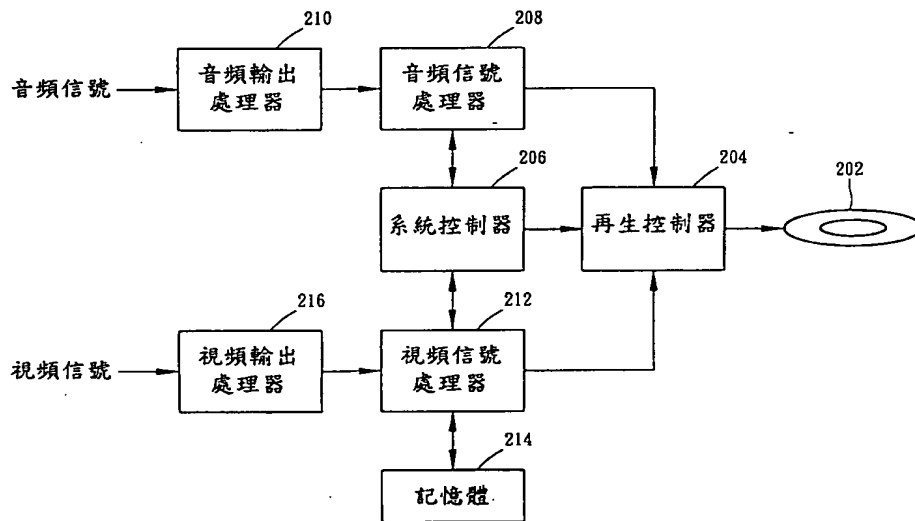 210
208
音頻信號
音頻輸出
處理器
音頻信號
處理器
206
204
202
系統控制器
再生控制器
216
212
視頻信號
視頻輸出
處理器
視頻信號
處理器
214
記憶體